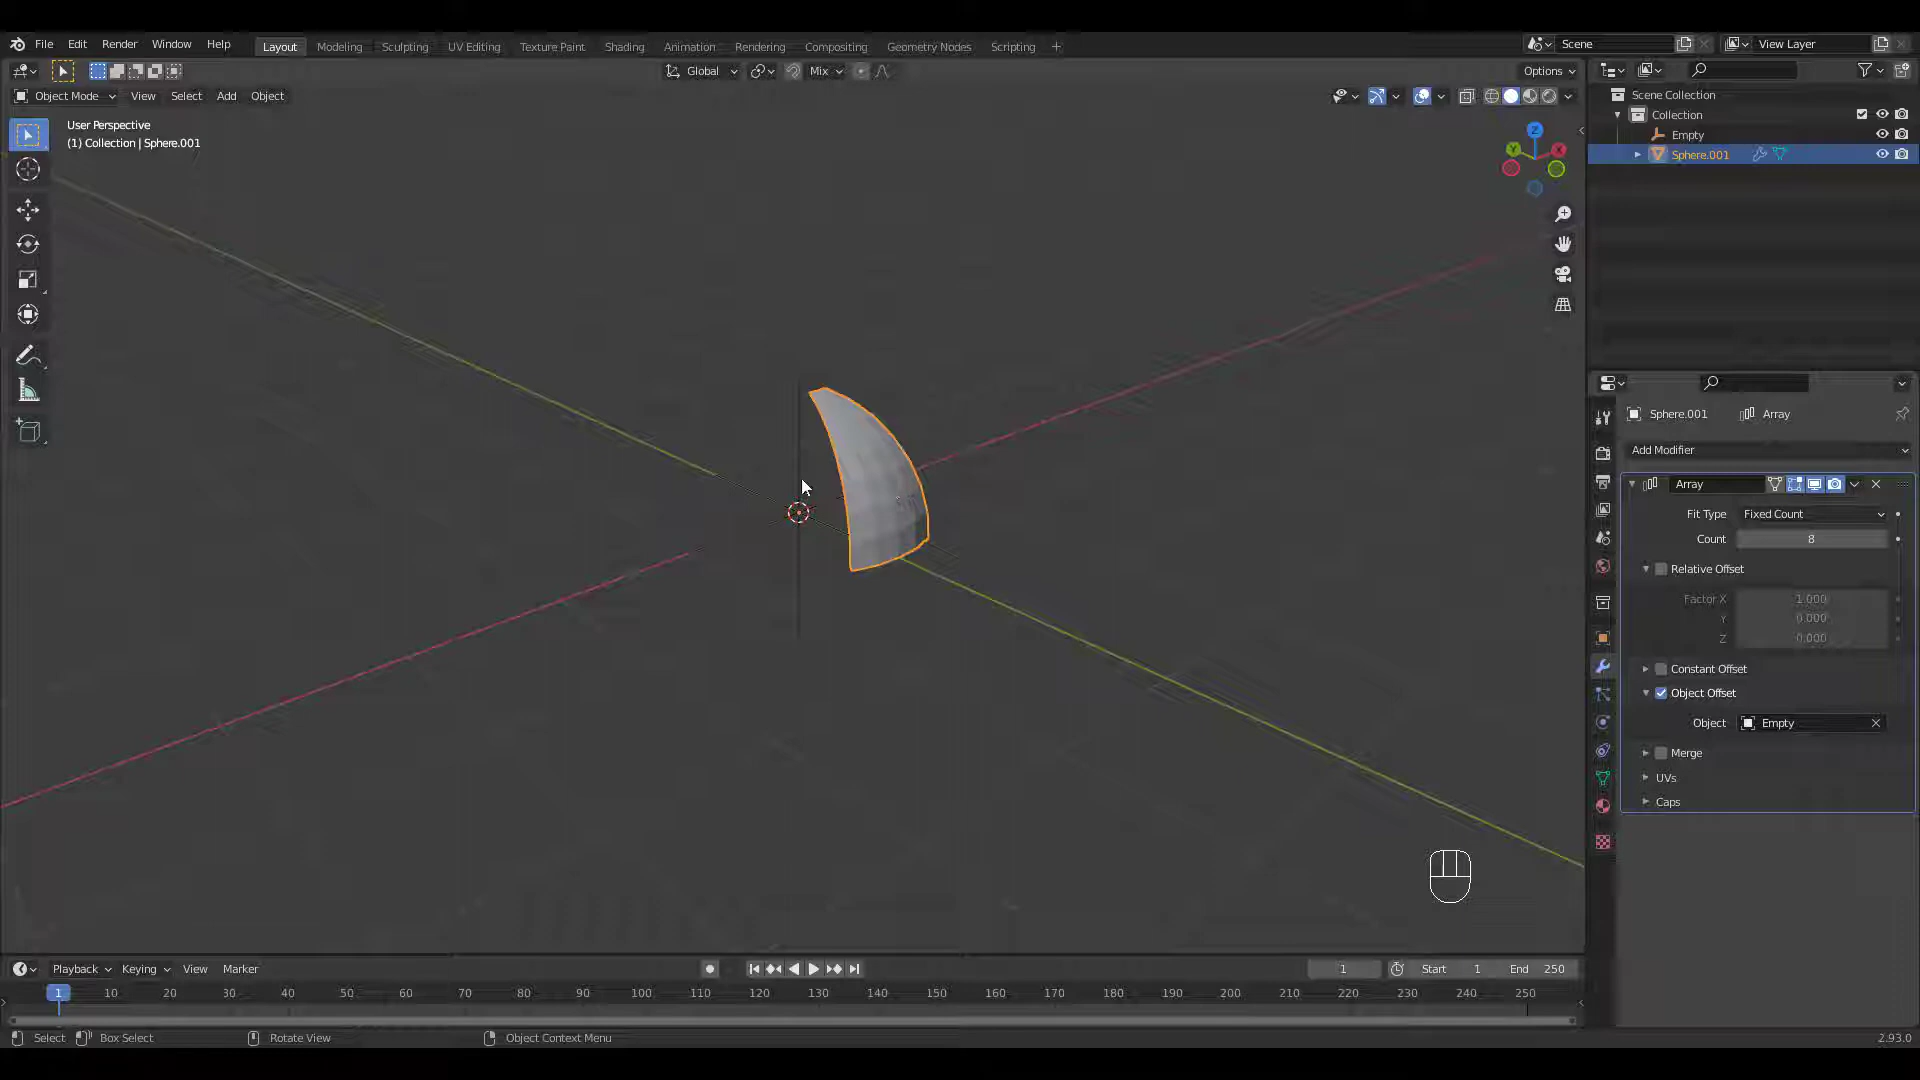 File Edit Render Window Help Layout Modeling Sculpting UV Editing Texture Paint Shading Animation Rendering Compositing Geometry Nodes Scripting + Scene View Layer
Global Mix Options
Object Mode View Select Add Object
User Perspective
(1) Collection | Sphere.001
Z
Y
X
Scene Collection
Collection
Empty
Sphere.001
Sphere.001 Array
Add Modifier
Array
Fit Type Fixed Count
Count 8
Relative Offset
Factor X 1.000
Y 0.000
Z 0.000
Constant Offset
Object Offset
Object Empty
Merge
UVs
Caps
Playback Keying View Marker 1 Start 1 End 250
1 10 20 30 40 50 60 70 80 90 100 110 120 130 140 150 160 170 180 190 200 210 220 230 240 250
Select Box Select Rotate View Object Context Menu 2.93.0